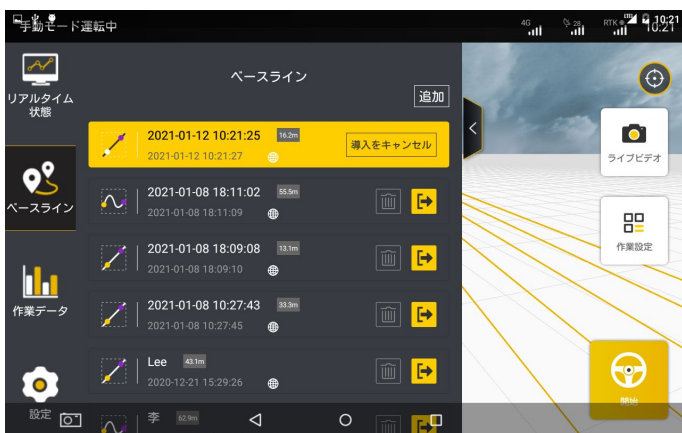 手動モード運転中
4G
28
RTK
LTE
10:21
10:21
リアルタイム
状態
ベースライン
追加
2021-01-12 10:21:25 16.2m
2021-01-12 10:21:27
導入をキャンセル
ライブビデオ
2021-01-08 18:11:02 55.5m
2021-01-08 18:11:09
ベースライン
2021-01-08 18:09:08 13.1m
2021-01-08 18:09:10
作業設定
2021-01-08 10:27:43 33.3m
2021-01-08 10:27:45
作業データ
Lee 43.1m
2020-12-21 15:29:26
開始
設定
李 62.9m